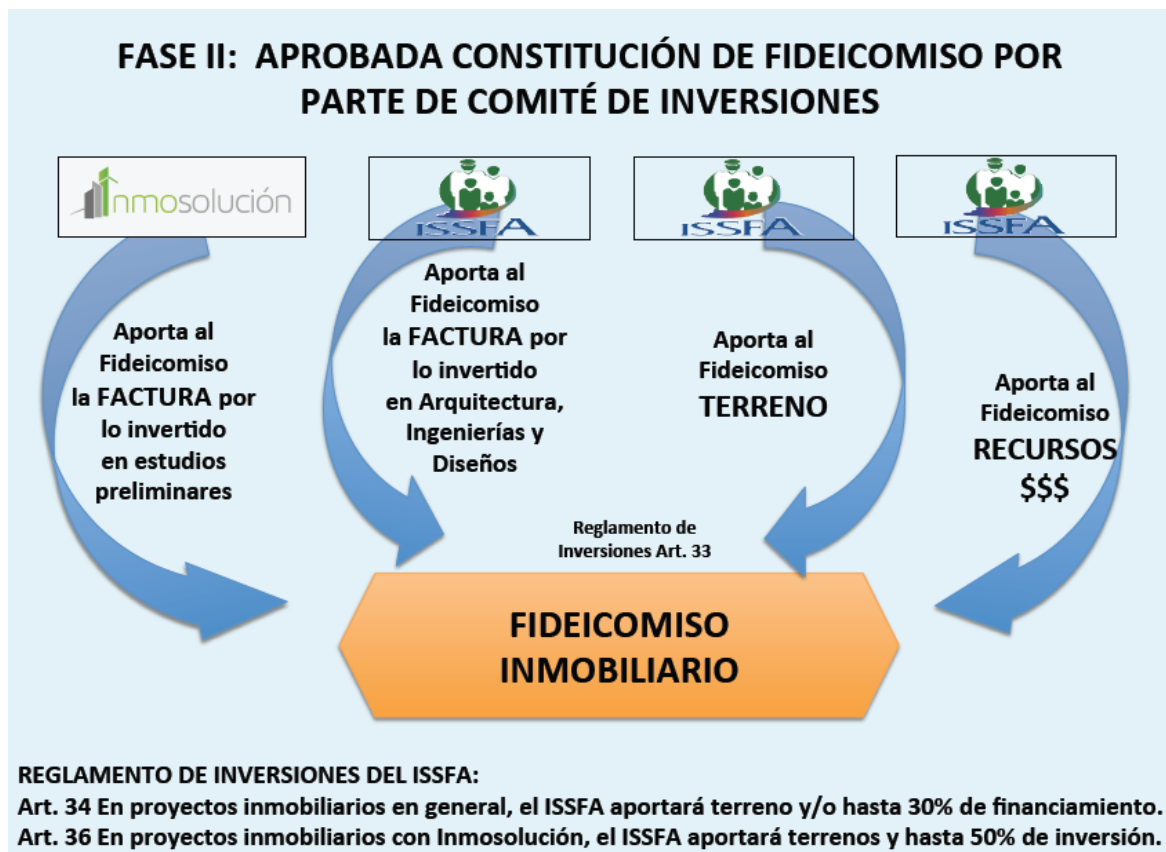 FASE II: APROBADA CONSTITUCIÓN DE FIDEICOMISO POR
PARTE DE COMITÉ DE INVERSIONES
Inmosolución
ISSFA
ISSFA
ISSFA
Aporta al
Fideicomiso
la FACTURA por
lo invertido
en estudios
preliminares
Aporta al
Fideicomiso
la FACTURA por
lo invertido
en Arquitectura,
Ingenierías y
Diseños
Aporta al
Fideicomiso
TERRENO
Aporta al
Fideicomiso
RECURSOS
$$$
Reglamento de
Inversiones Art. 33
FIDEICOMISO
INMOBILIARIO
REGLAMENTO DE INVERSIONES DEL ISSFA:
Art. 34 En proyectos inmobiliarios en general, el ISSFA aportará terreno y/o hasta 30% de financiamiento.
Art. 36 En proyectos inmobiliarios con Inmosolución, el ISSFA aportará terrenos y hasta 50% de inversión.